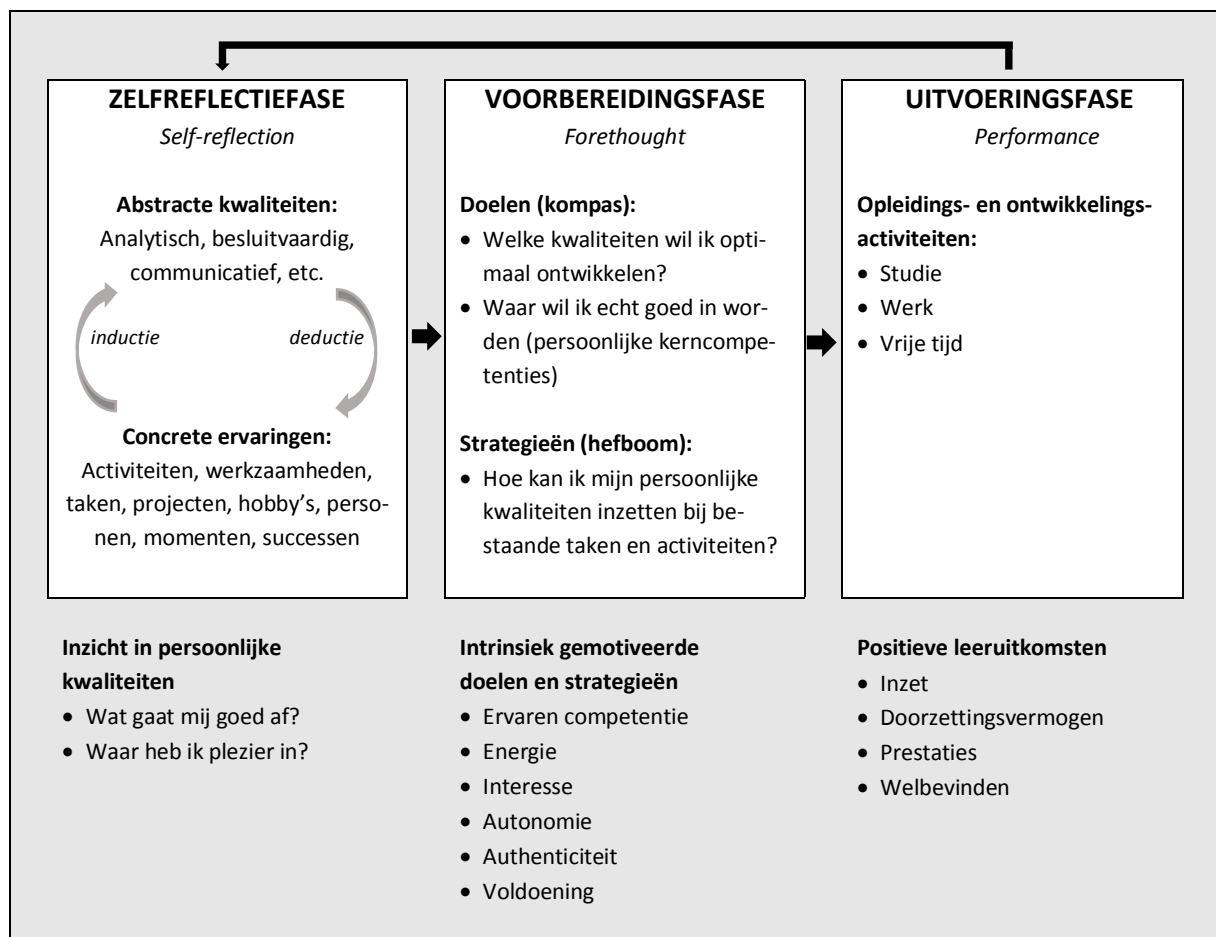 ZELFREFLECTIEFASE
Self-reflection
Abstracte kwaliteiten:
Analytisch, besluitvaardig,
communicatief, etc.
inductie
deductie
Concrete ervaringen:
Activiteiten, werkzaamheden,
taken, projecten, hobby's, perso-
nen, momenten, successen
VOORBEREIDINGSFASE
Forethought
Doelen (kompas):
• Welke kwaliteiten wil ik opti-
maal ontwikkelen?
• Waar wil ik echt goed in wor-
den (persoonlijke kerncompe-
tenties)
Strategieën (hefboom):
• Hoe kan ik mijn persoonlijke
kwaliteiten inzetten bij be-
staande taken en activiteiten?
UITVOERINGSFASE
Performance
Opleidings- en ontwikkelings-
activiteiten:
• Studie
• Werk
• Vrije tijd
Inzicht in persoonlijke
kwaliteiten
• Wat gaat mij goed af?
• Waar heb ik plezier in?
Intrinsiek gemotiveerde
doelen en strategieën
• Ervaren competentie
• Energie
• Interesse
• Autonomie
• Authenticiteit
• Voldoening
Positieve leeruitkomsten
• Inzet
• Doorzettingsvermogen
• Prestaties
• Welbevinden